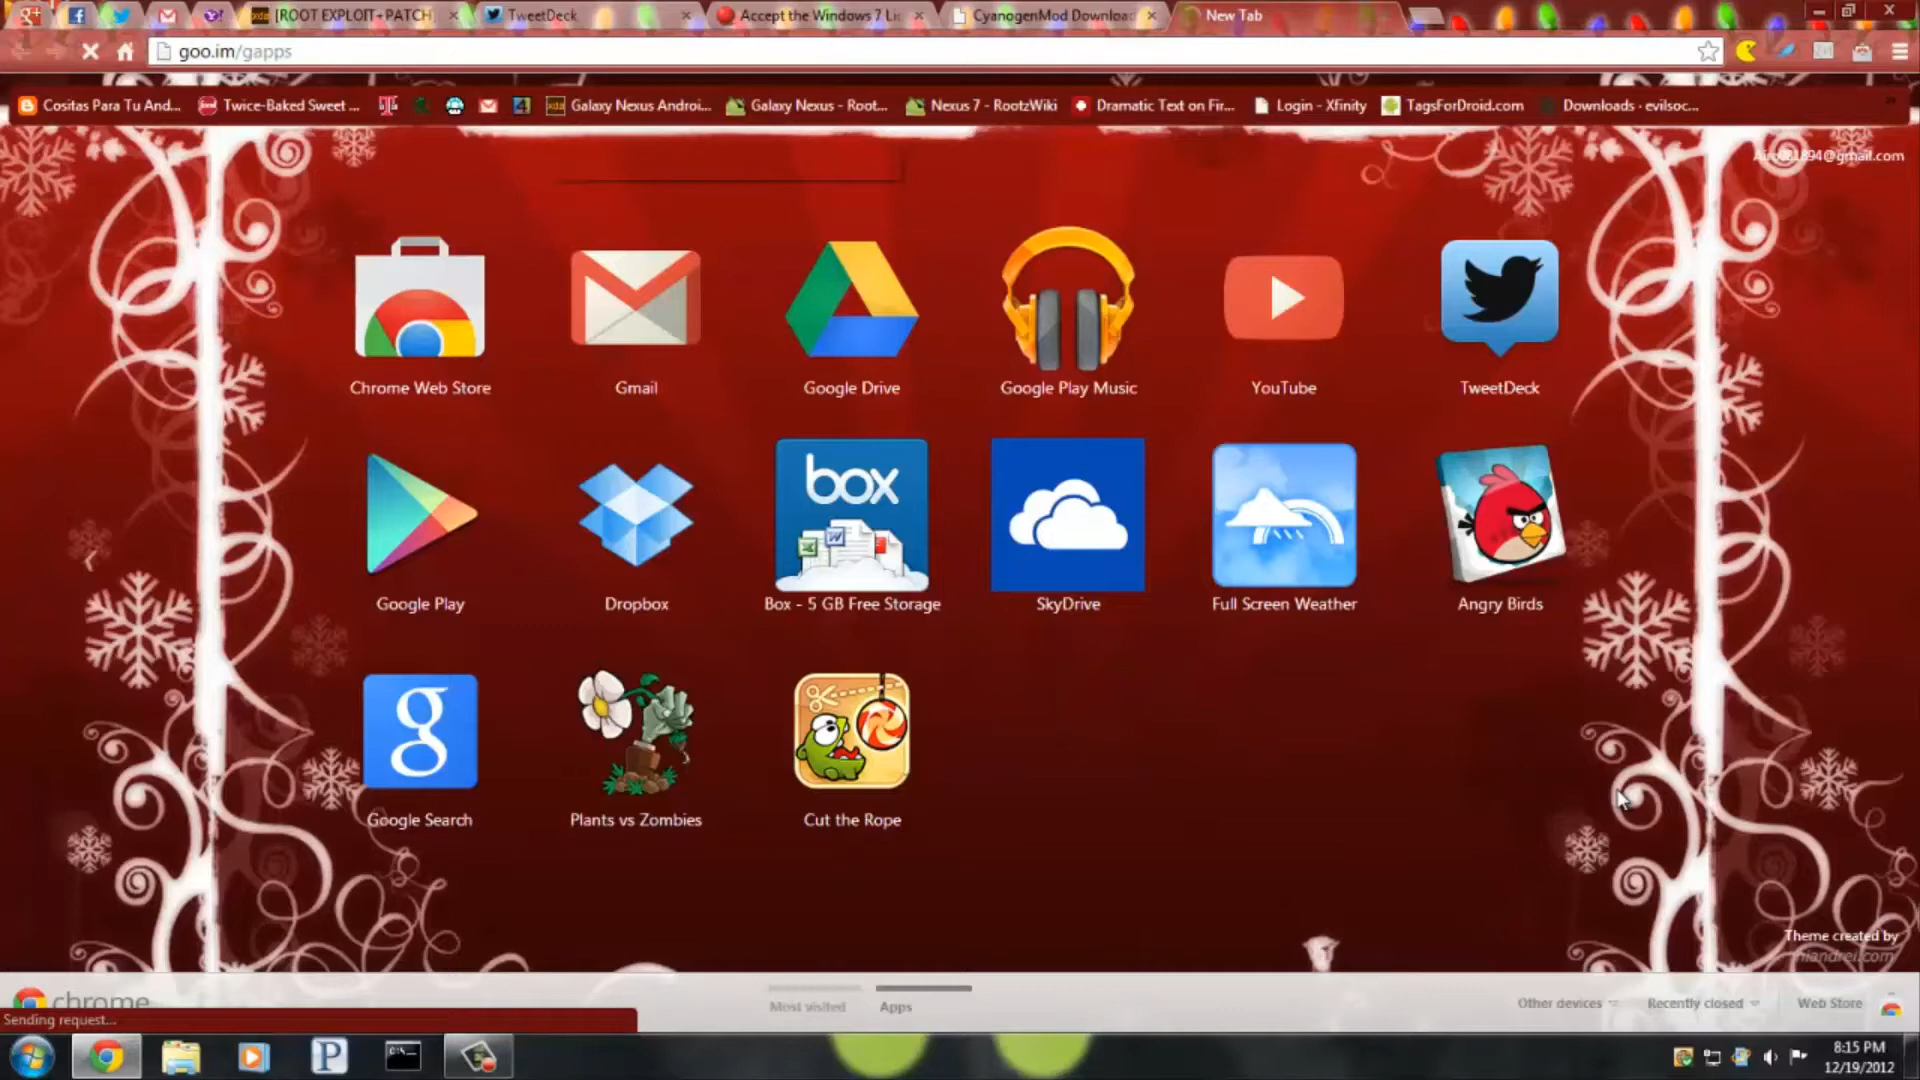 [ROOT EXPLOIT+PATCH]
TweetDeck
Accept the Windows 7 Li
CyanogenMod Downloa
New Tab
goo.im/gapps
Cositas Para Tu And...
Twice-Baked Sweet ...
Galaxy Nexus Androi...
Galaxy Nexus - Root...
Nexus 7 - RootzWiki
Dramatic Text on Fir...
Login - Xfinity
TagsForDroid.com
Downloads · evilsoc...
Chrome Web Store
Gmail
Google Drive
Google Play Music
YouTube
TweetDeck
box
Google Play
Dropbox
Box - 5 GB Free Storage
SkyDrive
Full Screen Weather
Angry Birds
g
Google Search
Plants vs Zombies
Cut the Rope
Theme created by
chrome
Most visited
Apps
Other devices
Recently closed
Web Store
Sending request...
8:15 PM
12/19/2012